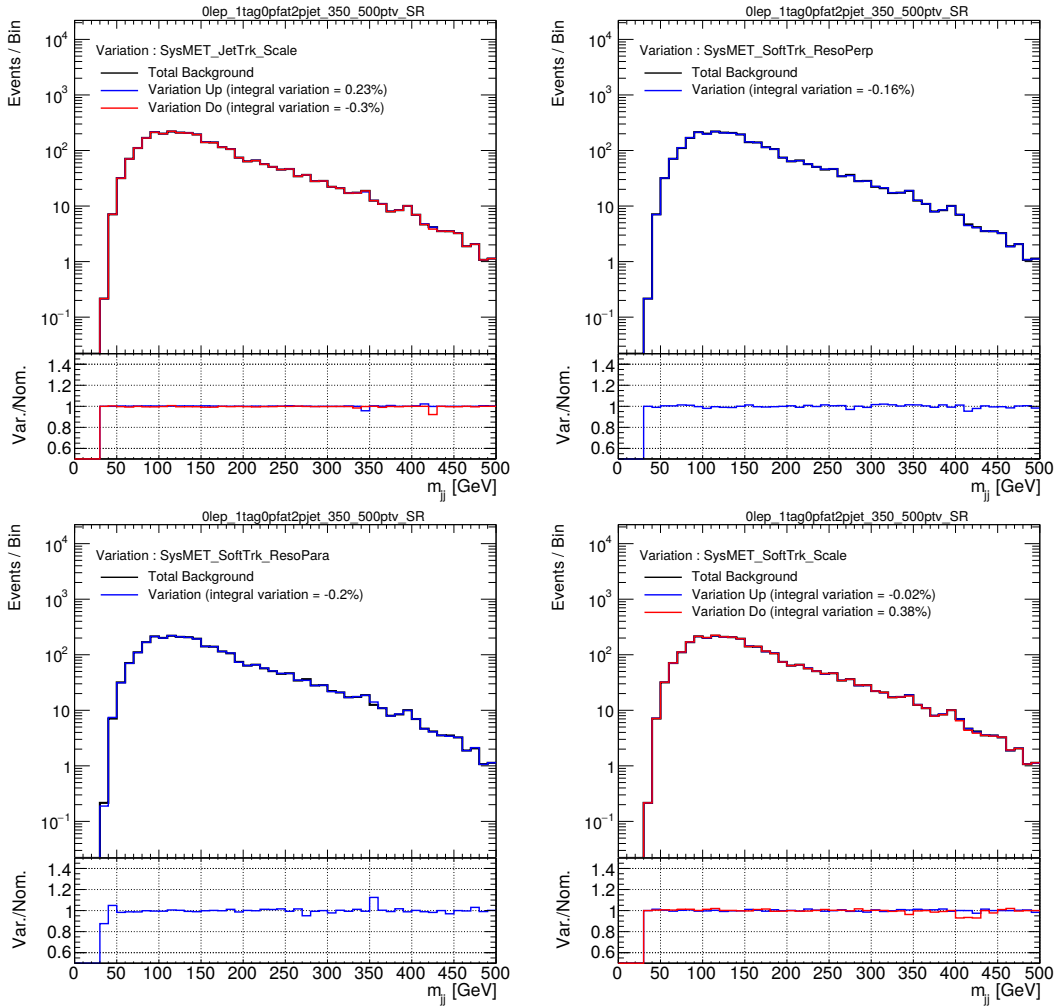 0lep_1tag0pfat2pjet_350_500ptv_SR
Events / Bin
10⁴
10³
10²
10
1
10⁻¹
Variation : SysMET_JetTrk_Scale
Total Background
Variation Up (integral variation = 0.23%)
Variation Do (integral variation = -0.3%)
Var./Nom.
1.4
1.2
1
0.8
0.6
0 50 100 150 200 250 300 350 400 450 500
m_jj [GeV]
0lep_1tag0pfat2pjet_350_500ptv_SR
Events / Bin
10⁴
10³
10²
10
1
10⁻¹
Variation : SysMET_SoftTrk_ResoPerp
Total Background
Variation (integral variation = -0.16%)
Var./Nom.
1.4
1.2
1
0.8
0.6
0 50 100 150 200 250 300 350 400 450 500
m_jj [GeV]
0lep_1tag0pfat2pjet_350_500ptv_SR
Events / Bin
10⁴
10³
10²
10
1
10⁻¹
Variation : SysMET_SoftTrk_ResoPara
Total Background
Variation (integral variation = -0.2%)
Var./Nom.
1.4
1.2
1
0.8
0.6
0 50 100 150 200 250 300 350 400 450 500
m_jj [GeV]
0lep_1tag0pfat2pjet_350_500ptv_SR
Events / Bin
10⁴
10³
10²
10
1
10⁻¹
Variation : SysMET_SoftTrk_Scale
Total Background
Variation Up (integral variation = -0.02%)
Variation Do (integral variation = 0.38%)
Var./Nom.
1.4
1.2
1
0.8
0.6
0 50 100 150 200 250 300 350 400 450 500
m_jj [GeV]